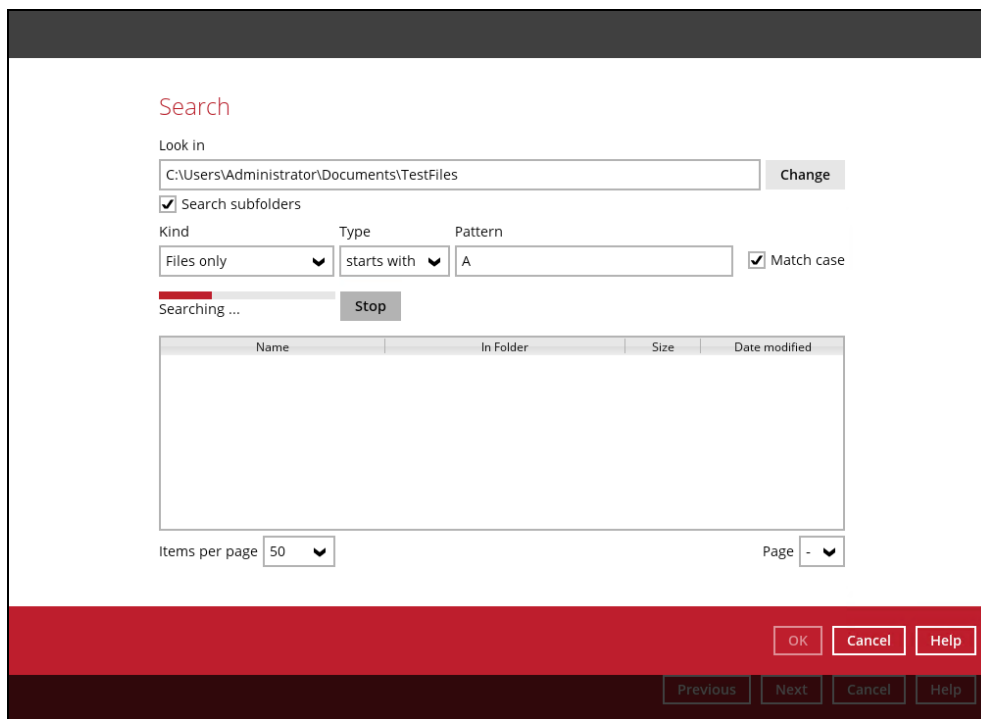 Search
Look in
C:\Users\Administrator\Documents\TestFiles Change
Search subfolders
Kind Type Pattern
Files only starts with A Match case
Searching ... Stop
Name In Folder Size Date modified
Items per page 50 Page -
OK Cancel Help
Previous Next Cancel Help